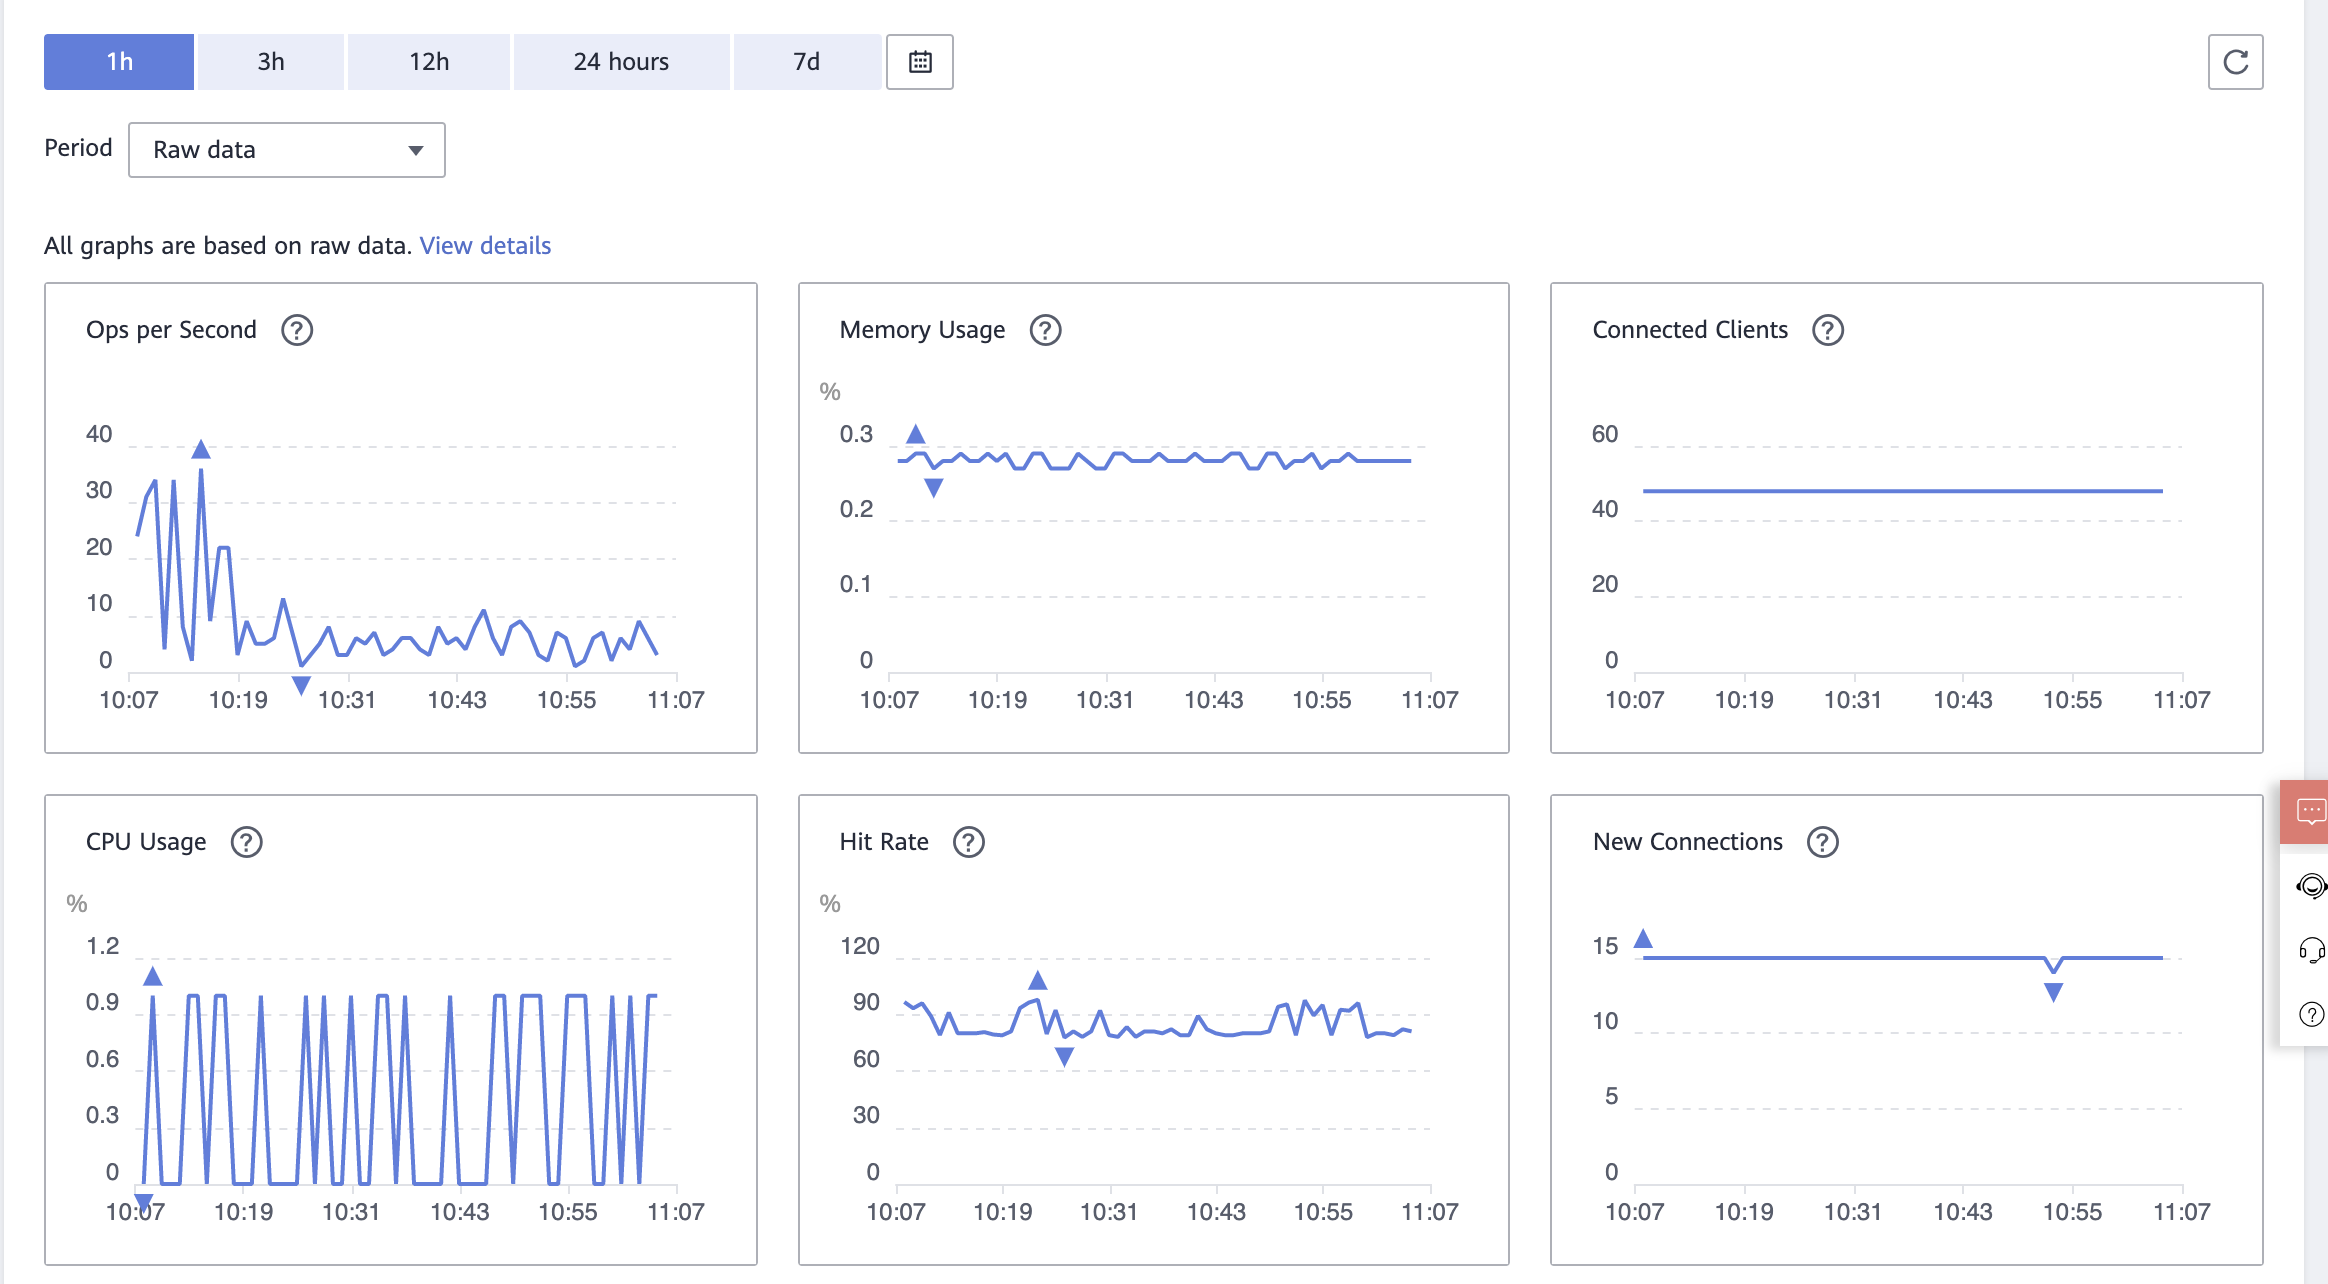 1h 3h 12h 24 hours 7d
Period Raw data
All graphs are based on raw data. View details
Ops per Second ?
40
30
20
10
0
10:07 10:19 10:31 10:43 10:55 11:07
Memory Usage ?
%
0.3
0.2
0.1
0
10:07 10:19 10:31 10:43 10:55 11:07
Connected Clients ?
60
40
20
0
10:07 10:19 10:31 10:43 10:55 11:07
CPU Usage ?
%
1.2
0.9
0.6
0.3
0
10:07 10:19 10:31 10:43 10:55 11:07
Hit Rate ?
%
120
90
60
30
0
10:07 10:19 10:31 10:43 10:55 11:07
New Connections ?
15
10
5
0
10:07 10:19 10:31 10:43 10:55 11:07
?